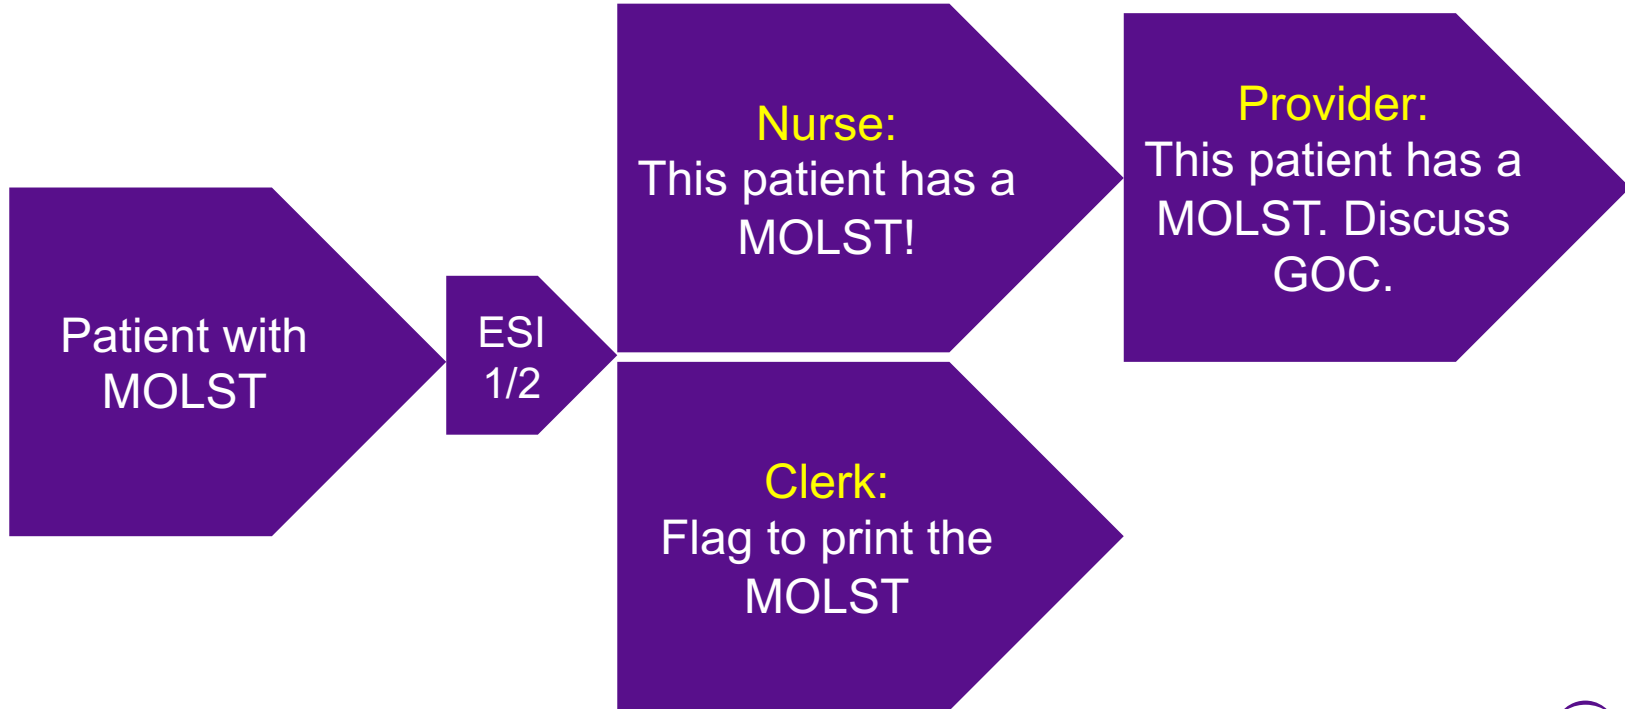 Patient with
MOLST
ESI
1/2
Nurse:
This patient has a
MOLST!
Clerk:
Flag to print the
MOLST
Provider:
This patient has a
MOLST. Discuss
GOC.